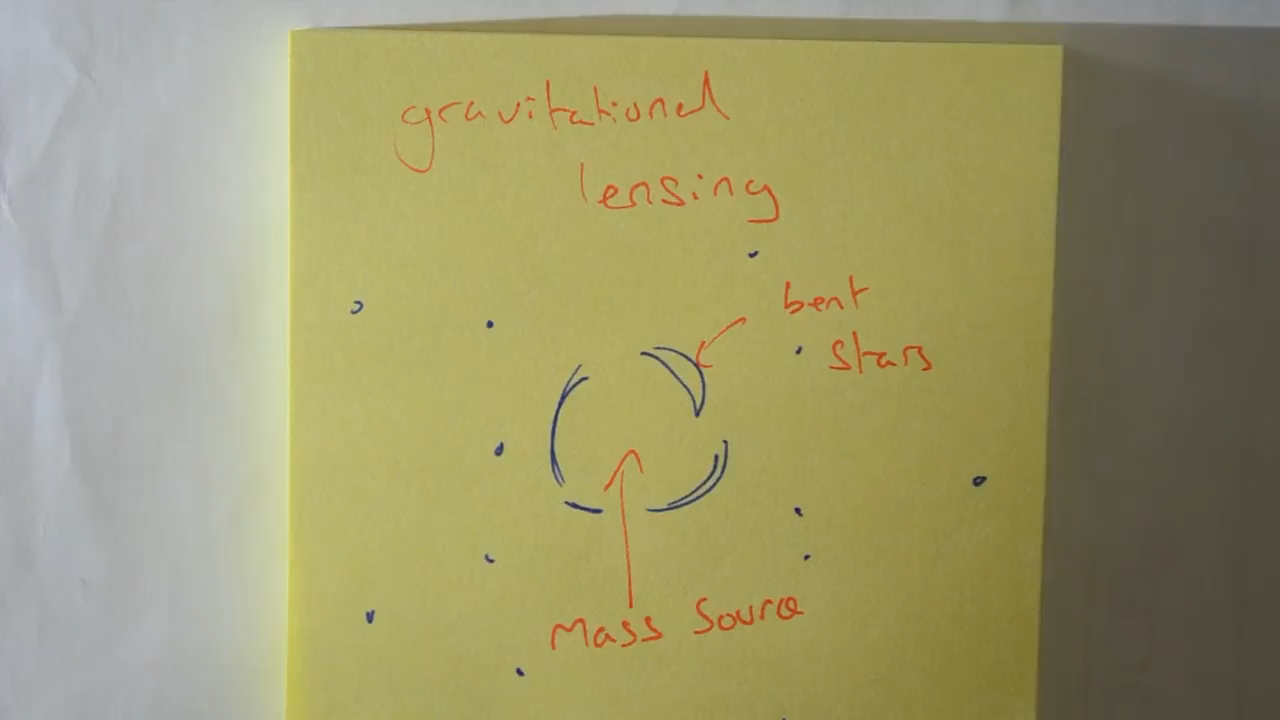 gravitational
lensing
bent
stars
Mass Source